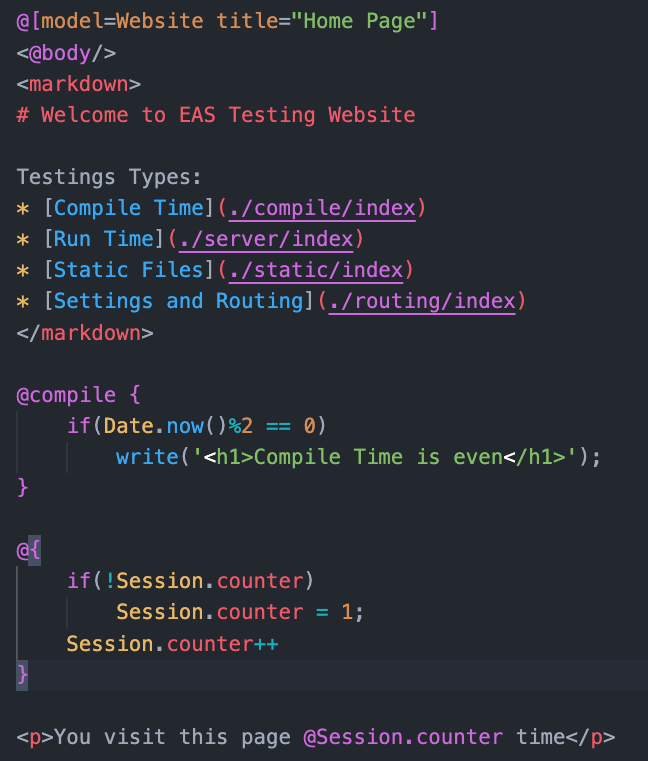 @[model=Website title="Home Page"]
<@body/>
<markdown>
# Welcome to EAS Testing Website

Testings Types:
* [Compile Time](./compile/index)
* [Run Time](./server/index)
* [Static Files](./static/index)
* [Settings and Routing](./routing/index)
</markdown>

@compile {
    if(Date.now()%2 == 0)
        write('<h1>Compile Time is even</h1>');
}

@{
    if(!Session.counter)
        Session.counter = 1;
    Session.counter++
}

<p>You visit this page @Session.counter time</p>